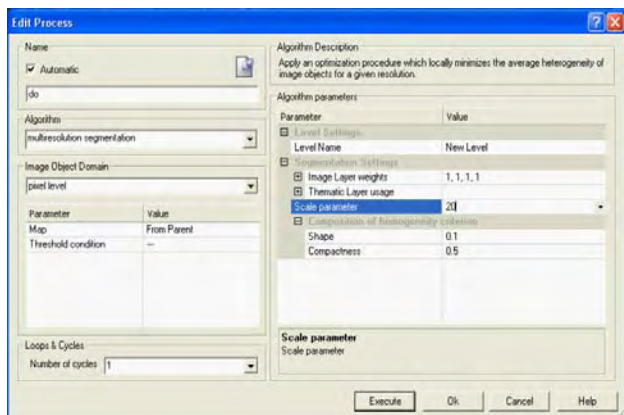 Edit Process
Name
Automatic
do
Algorithm
multiresolution segmentation
Image Object Domain
pixel level
Parameter Value
Map From Parent
Threshold condition ---
Loops & Cycles
Number of cycles 1
Algorithm Description
Apply an optimization procedure which locally minimizes the average heterogeneity of
image objects for a given resolution.
Algorithm parameters
Parameter Value
Level Settings
Level Name New Level
Segmentation Settings
Image Layer weights 1, 1, 1, 1
Thematic Layer usage
Scale parameter 20
Composition of homogeneity criterion
Shape 0.1
Compactness 0.5
Scale parameter
Scale parameter
Execute Ok Cancel Help